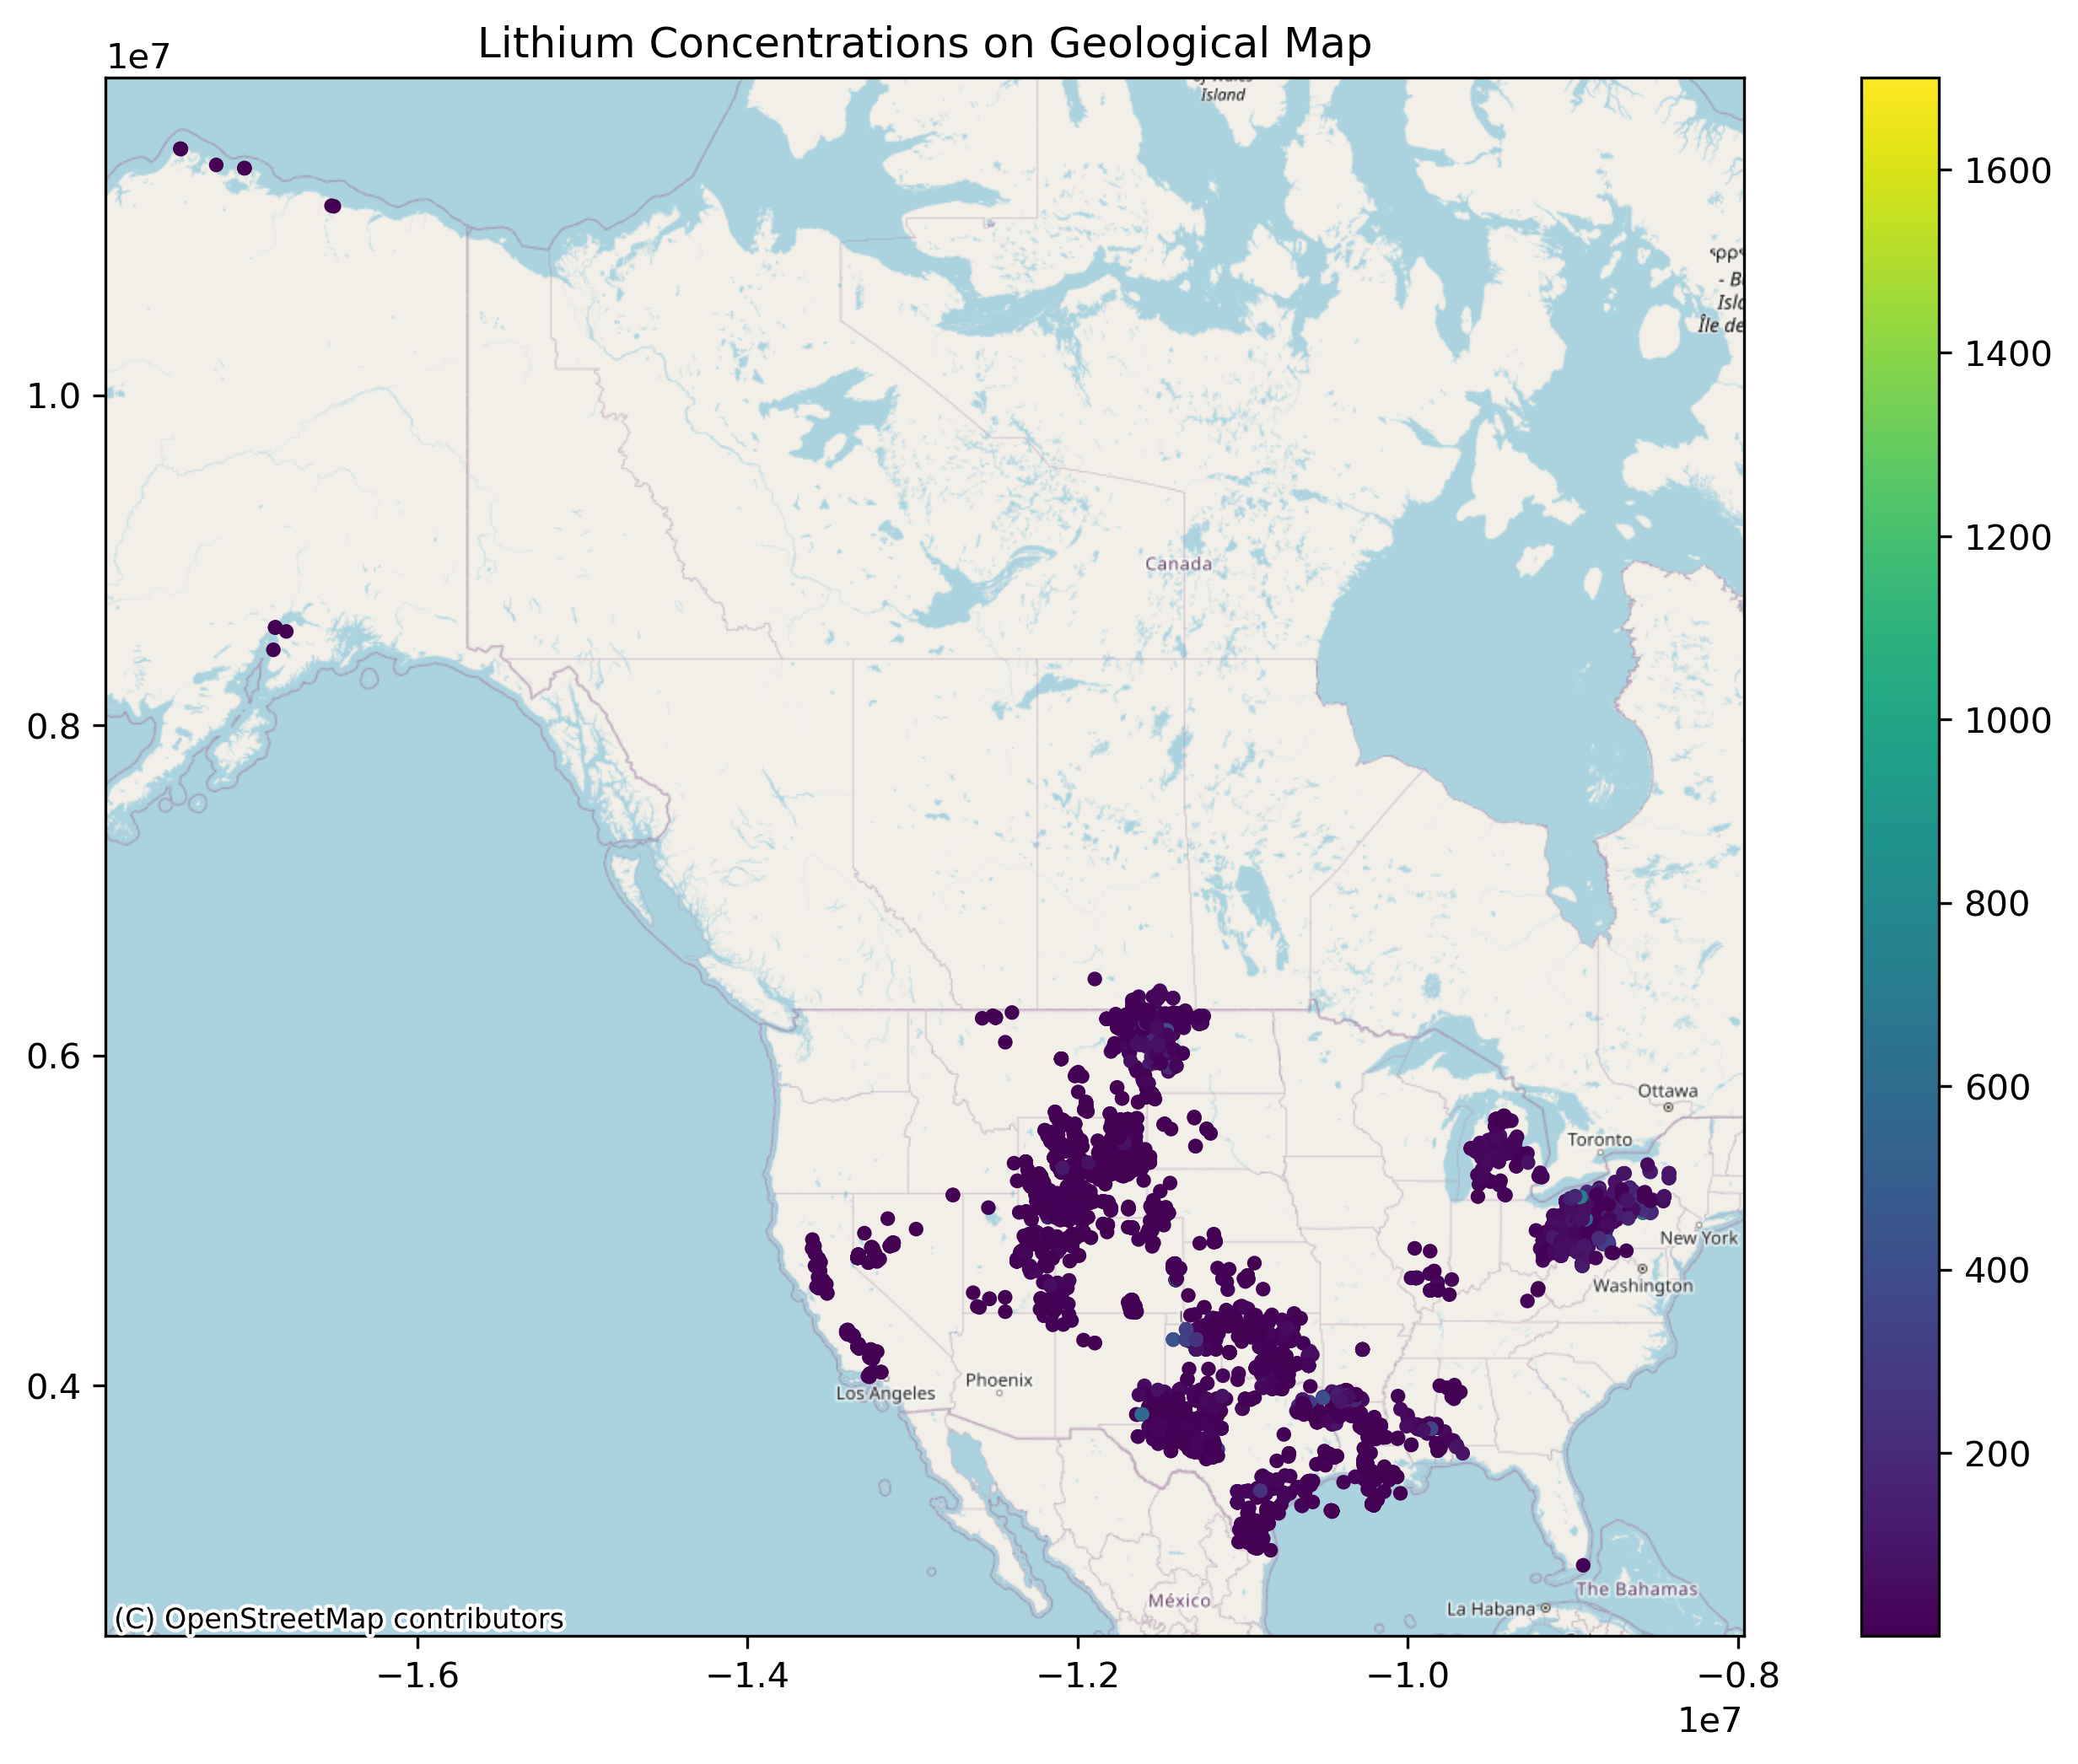 Lithium Concentrations on Geological Map
1e7
1.0
0.8
0.6
0.4
−1.6
−1.4
−1.2
−1.0
−0.8
1e7
Island
Île de
Canada
Ottawa
Toronto
New York
Washington
Los Angeles
Phoenix
The Bahamas
La Habana
México
(C) OpenStreetMap contributors
1600
1400
1200
1000
800
600
400
200